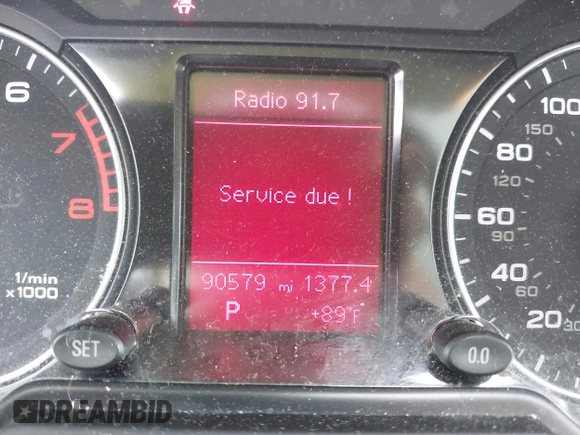 Radio 91.7
Service due !
90579 mi 1377.4
P +89°F
6
7
8
1/min
x1000
100
150
80
120
60
90
40
60
20
30
SET
0.0
DREAMBID